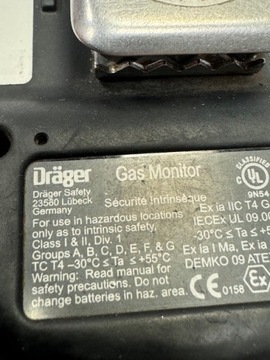 CLASSIFIED
UL
9N54
Dräger Gas Monitor
Dräger Safety
23560 Lübeck
Germany
Sécurité Intrinsèque
For use in hazardous locations
only as to intrinsic safety.
Class I & II, Div. 1
Groups A, B, C, D, E, F, & G
TC T4 –30°C ≤ Ta ≤ +55°C
Warning: Read manual for
safety precautions. Do not
change batteries in haz. area.
Ex ia IIC T4 G
IECEx UL 09.00
-30°C ≤ Ta ≤ +5
Ex ia I Ma, Ex ia
DEMKO 09 ATE
CE 0158
Ex